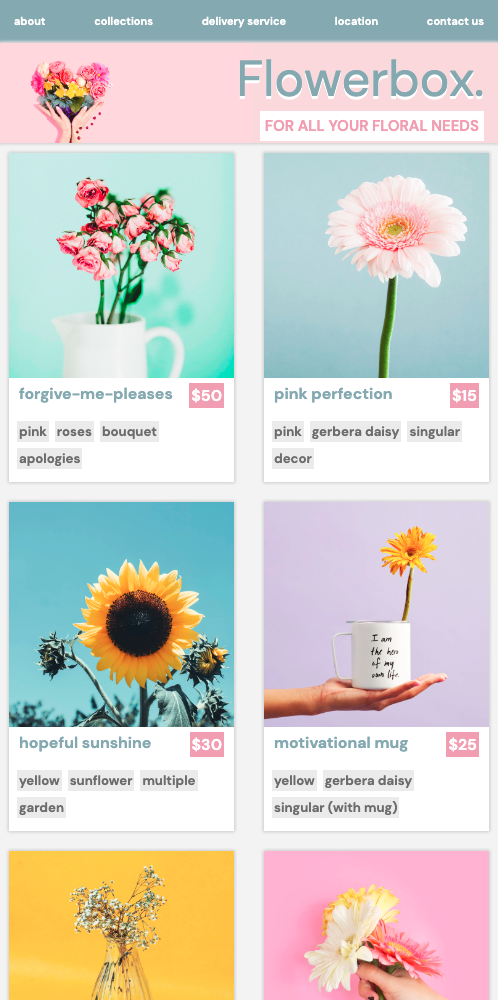 about collections delivery service location contact us
Flowerbox.
FOR ALL YOUR FLORAL NEEDS
forgive-me-pleases $50
pink roses bouquet
apologies
pink perfection $15
pink gerbera daisy singular
decor
hopeful sunshine $30
yellow sunflower multiple
garden
I am
the hero
of my
own life.
motivational mug $25
yellow gerbera daisy
singular (with mug)